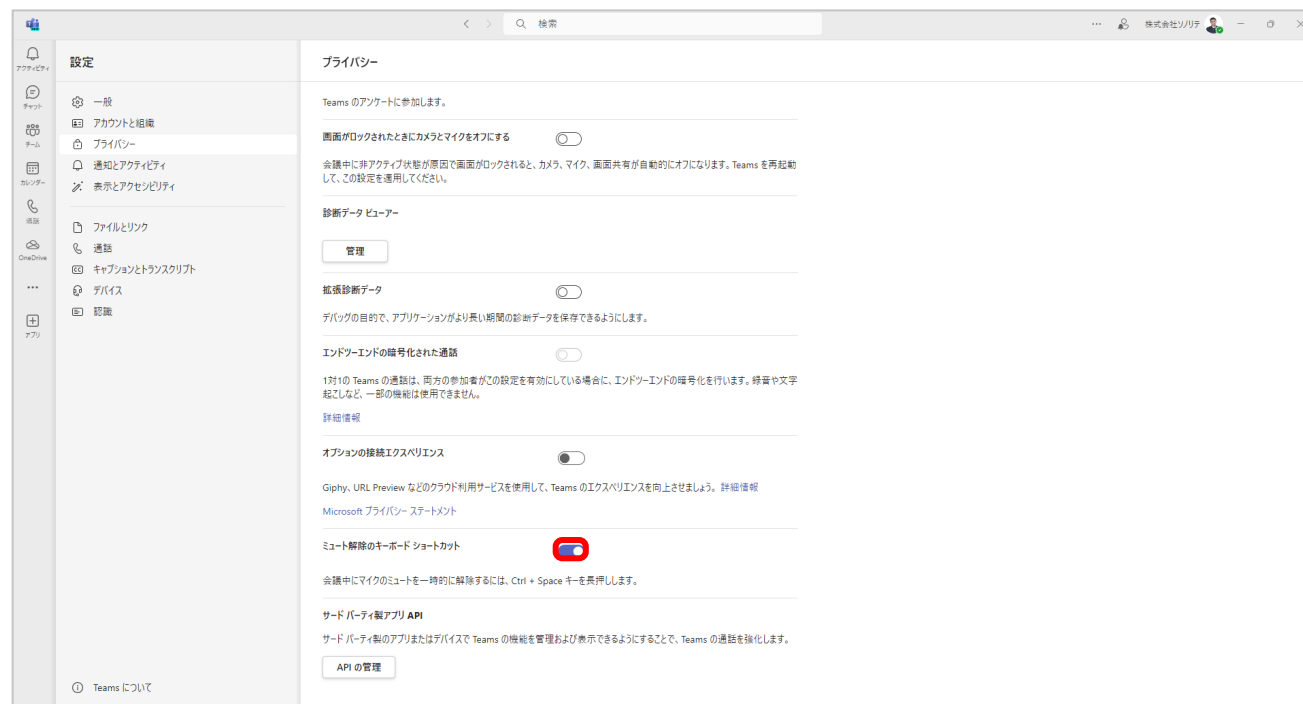 検索
株式会社ソノリテ
アクティビティ
チャット
チーム
カレンダー
通話
OneDrive
アプリ
設定
一般
アカウントと組織
プライバシー
通知とアクティビティ
表示とアクセシビリティ
ファイルとリンク
通話
キャプションとトランスクリプト
デバイス
認識
Teams について
プライバシー
Teams のアンケートに参加します。
画面がロックされたときにカメラとマイクをオフにする
会議中に非アクティブ状態が原因で画面がロックされると、カメラ、マイク、画面共有が自動的にオフになります。Teams を再起動
して、この設定を適用してください。
診断データ ビューアー
管理
拡張診断データ
デバッグの目的で、アプリケーションがより長い期間の診断データを保存できるようにします。
エンドツーエンドの暗号化された通話
1対1の Teams の通話は、両方の参加者がこの設定を有効にしている場合に、エンドツーエンドの暗号化を行います。録音や文字
起こしなど、一部の機能は使用できません。
詳細情報
オプションの接続エクスペリエンス
Giphy、URL Preview などのクラウド利用サービスを使用して、Teams のエクスペリエンスを向上させましょう。詳細情報
Microsoft プライバシー ステートメント
ミュート解除のキーボード ショートカット
会議中にマイクのミュートを一時的に解除するには、Ctrl + Space キーを長押しします。
サード パーティ製アプリ API
サード パーティ製のアプリまたはデバイスで Teams の機能を管理および表示できるようにすることで、Teams の通話を強化します。
API の管理